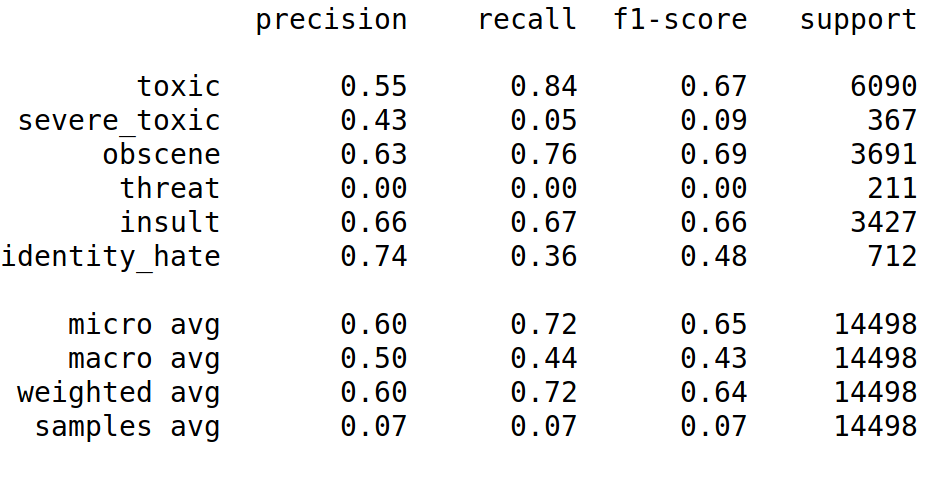 precision recall f1-score support
toxic 0.55 0.84 0.67 6090
severe_toxic 0.43 0.05 0.09 367
obscene 0.63 0.76 0.69 3691
threat 0.00 0.00 0.00 211
insult 0.66 0.67 0.66 3427
identity_hate 0.74 0.36 0.48 712
micro avg 0.60 0.72 0.65 14498
macro avg 0.50 0.44 0.43 14498
weighted avg 0.60 0.72 0.64 14498
samples avg 0.07 0.07 0.07 14498